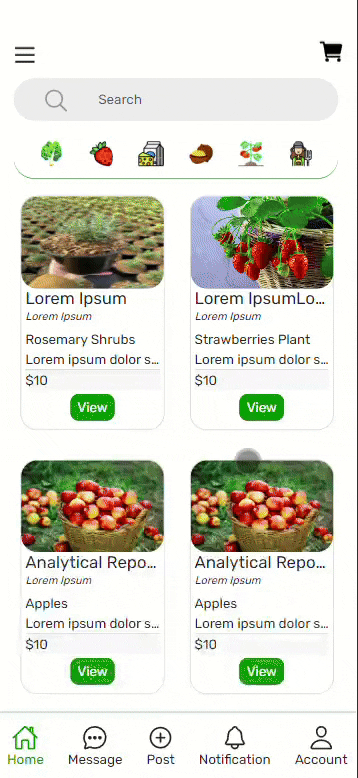 Search
Lorem Ipsum
Lorem Ipsum
Rosemary Shrubs
Lorem ipsum dolor s...
$10
View
Lorem IpsumLo...
Lorem Ipsum
Strawberries Plant
Lorem ipsum dolor s...
$10
View
Analytical Repo...
Lorem Ipsum
Apples
Lorem ipsum dolor s...
$10
View
Analytical Repo...
Lorem Ipsum
Apples
Lorem ipsum dolor s...
$10
View
Home
Message
Post
Notification
Account